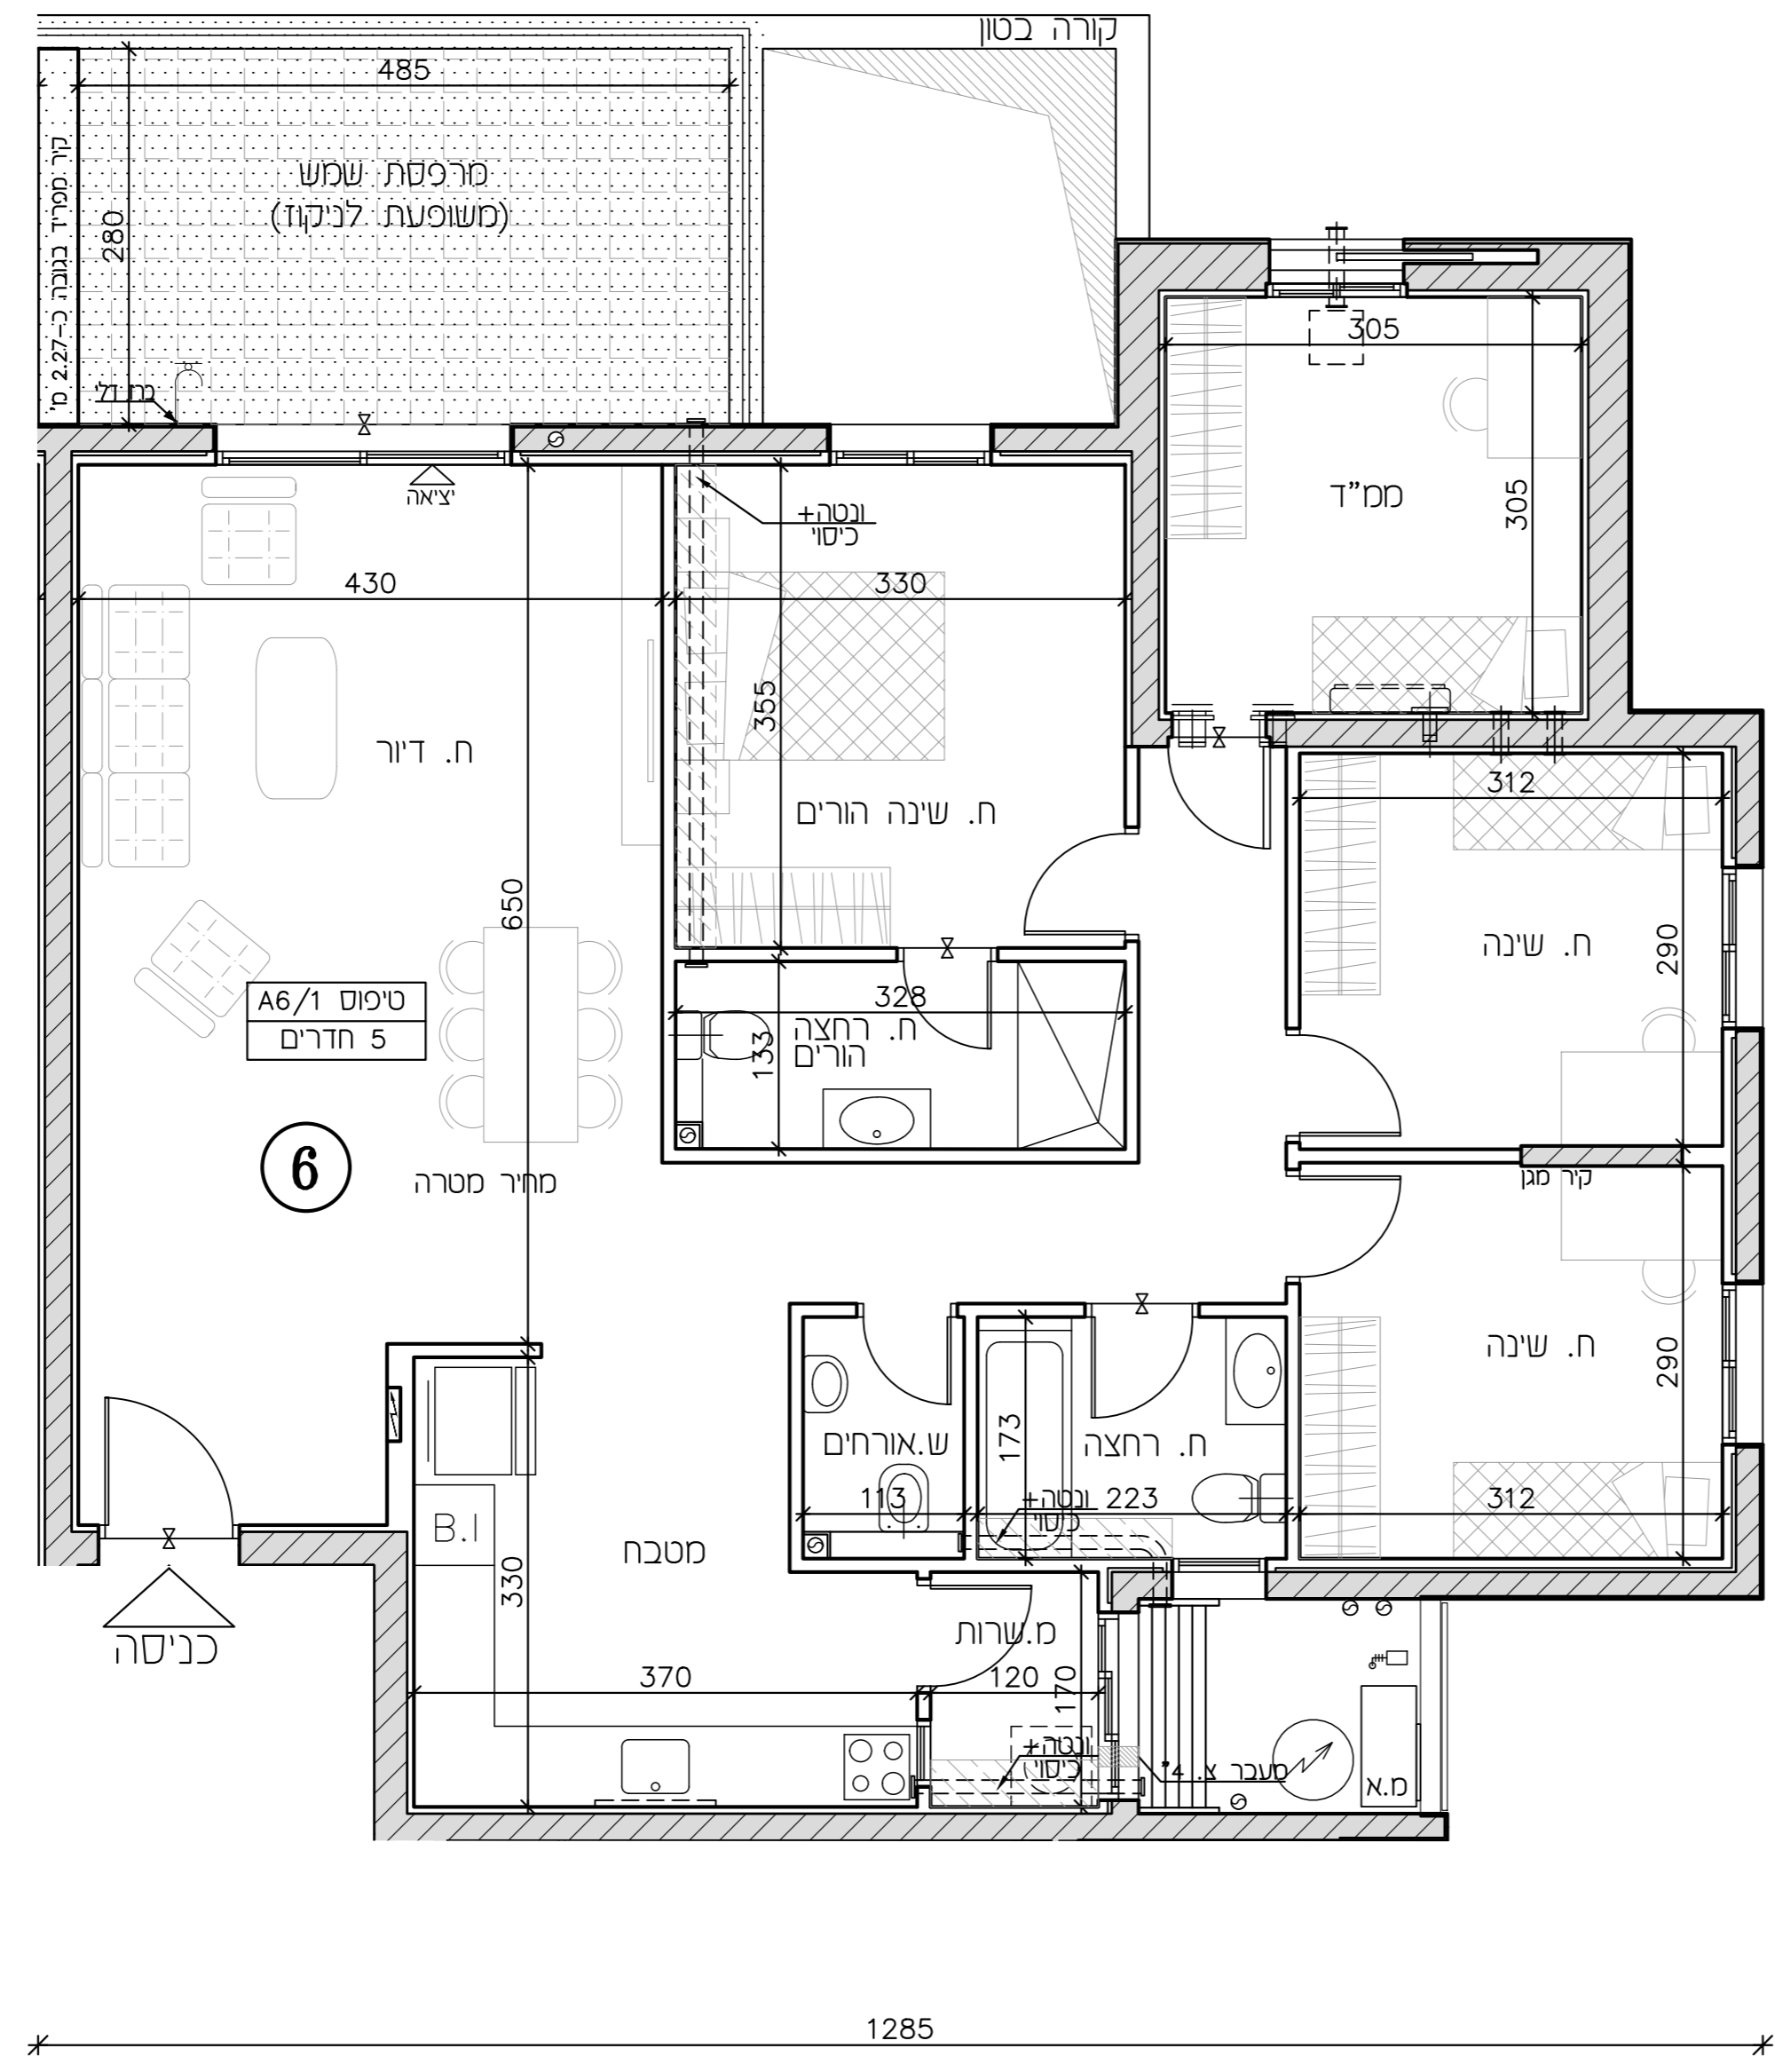 קורה בטון
485
מרפסת שמש
(משופעת לניקוז)
280
קיר מפריד בגובה כ-2.27 מ'
ברז דלי
יציאה
ונטה+
כיסוי
305
ממ"ד
305
430
330
355
ח. דיור
ח. שינה הורים
312
650
ח. שינה
290
טיפוס A6/1
5 חדרים
328
ח. רחצה
הורים
133
6
מחיר מטרה
קיר מגן
ח. שינה
290
ש.אורחים
173
ח. רחצה
113
ונטה+
כיסוי
223
312
B.I
מטבח
330
כניסה
מ.שרות
370
120
170
ונטה+
כיסוי
מעבר צ. 4"
מ.א
1285